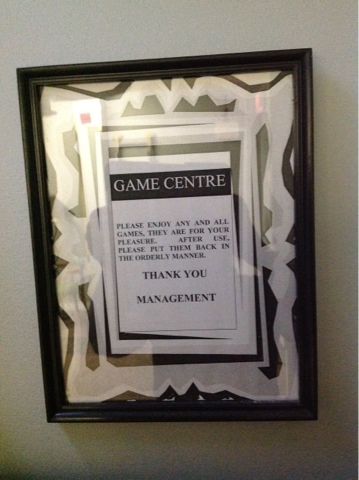 GAME CENTRE
PLEASE ENJOY ANY AND ALL
GAMES, THEY ARE FOR YOUR
PLEASURE. AFTER USE,
PLEASE PUT THEM BACK IN
THE ORDERLY MANNER.
THANK YOU
MANAGEMENT